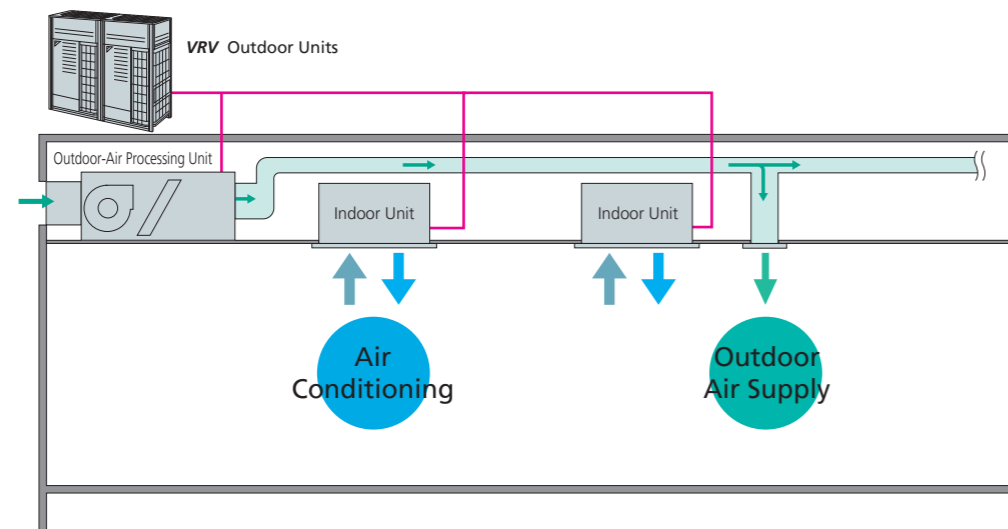 VRV Outdoor Units
Outdoor-Air Processing Unit
Indoor Unit
Indoor Unit
Air
Conditioning
Outdoor
Air Supply